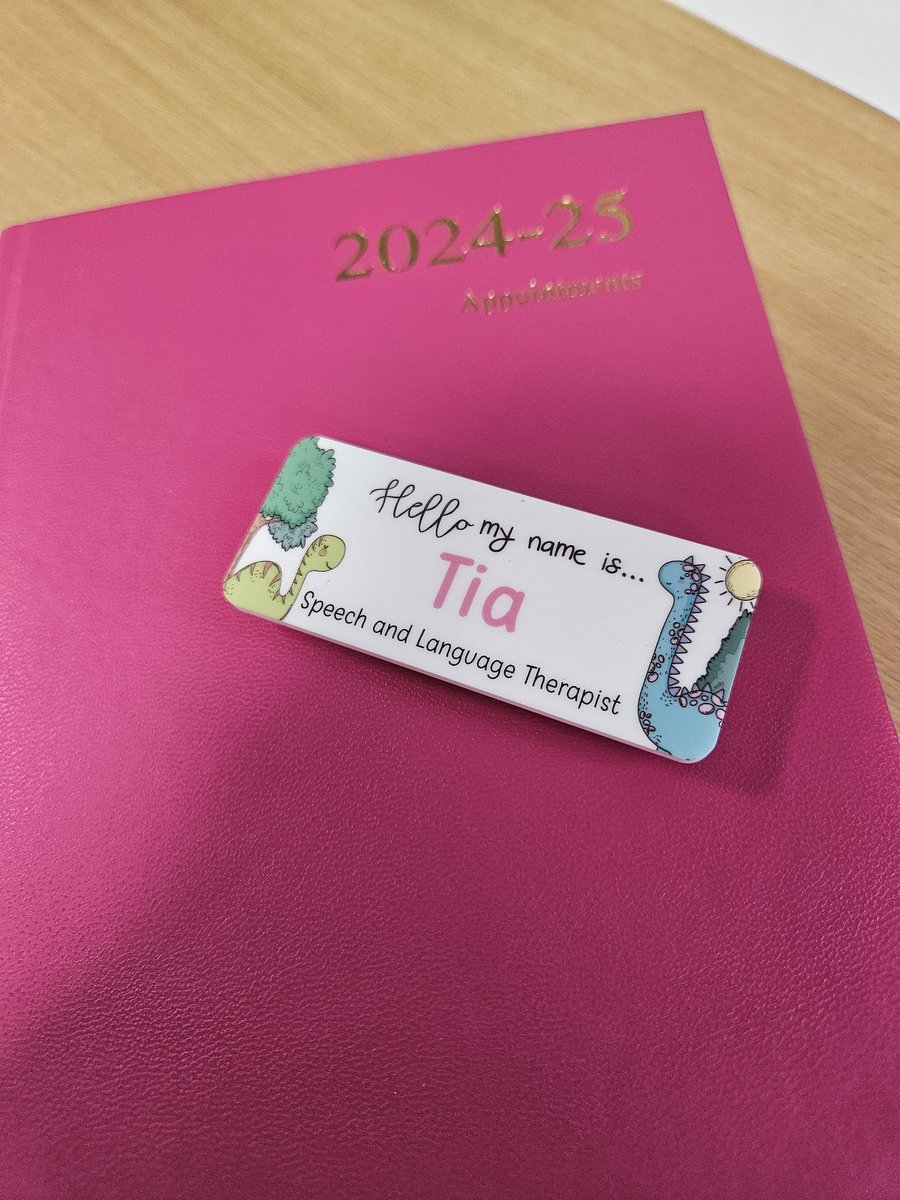 2024-25
Appointments
Hello my name is...
Tia
Speech and Language Therapist